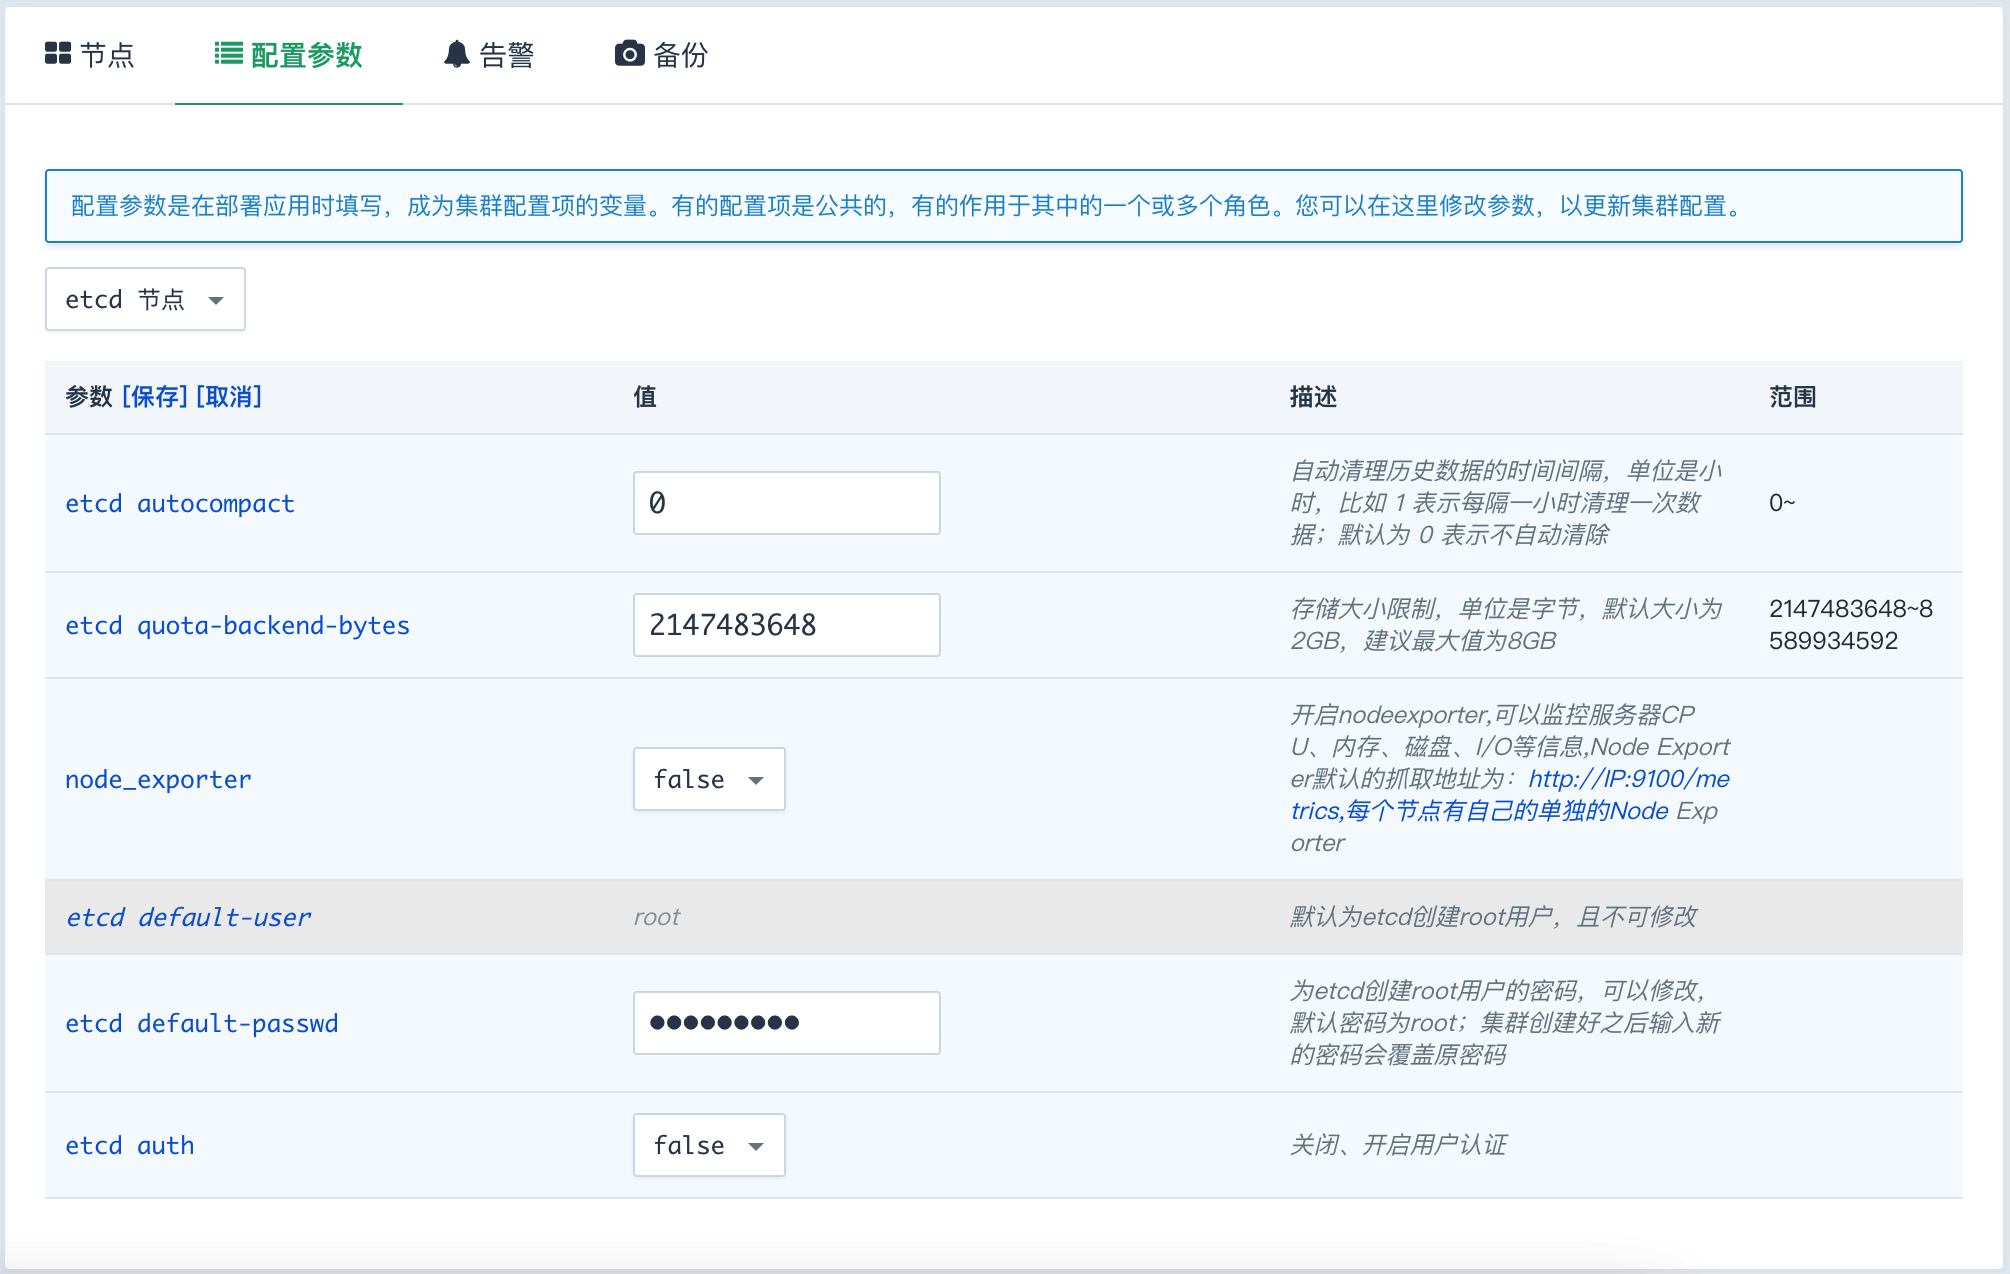 节点 配置参数 告警 备份
配置参数是在部署应用时填写，成为集群配置项的变量。有的配置项是公共的，有的作用于其中的一个或多个角色。您可以在这里修改参数，以更新集群配置。
etcd 节点
参数 [保存] [取消] 值 描述 范围
etcd autocompact
0
自动清理历史数据的时间间隔，单位是小
时，比如 1 表示每隔一小时清理一次数
据；默认为 0 表示不自动清除
0~
etcd quota-backend-bytes
2147483648
存储大小限制，单位是字节，默认大小为
2GB，建议最大值为8GB
2147483648~8
589934592
node_exporter
false
开启nodeexporter,可以监控服务器CP
U、内存、磁盘、I/O等信息,Node Export
er默认的抓取地址为：http://IP:9100/me
trics,每个节点有自己的单独的Node Exp
orter
etcd default-user
root
默认为etcd创建root用户，且不可修改
etcd default-passwd
●●●●●●●●●
为etcd创建root用户的密码，可以修改，
默认密码为root；集群创建好之后输入新
的密码会覆盖原密码
etcd auth
false
关闭、开启用户认证